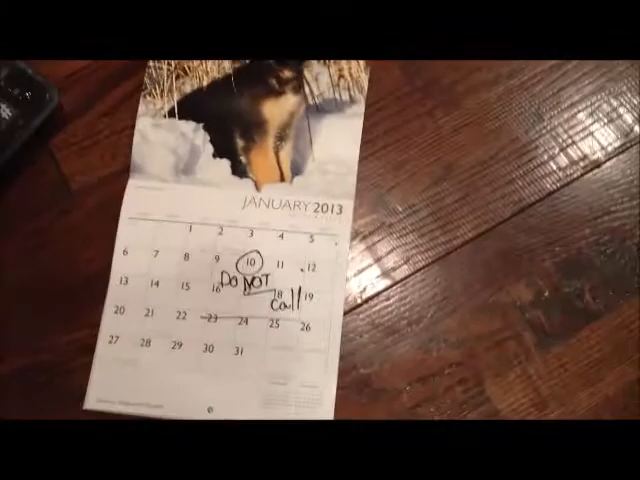 #
JANUARY 2013
1 2 3 4 5
6 7 8 9 10 11 12
13 14 15 16 18 19
20 21 22 23 24 25 26
27 28 29 30 31
DO NOT
call